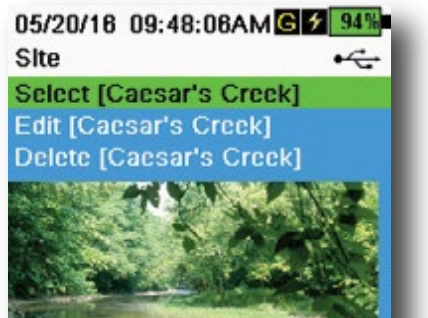 05/20/16 09:48:06AM G 94%
Site
Select [Caesar's Creek]
Edit [Caesar's Creek]
Delete [Caesar's Creek]